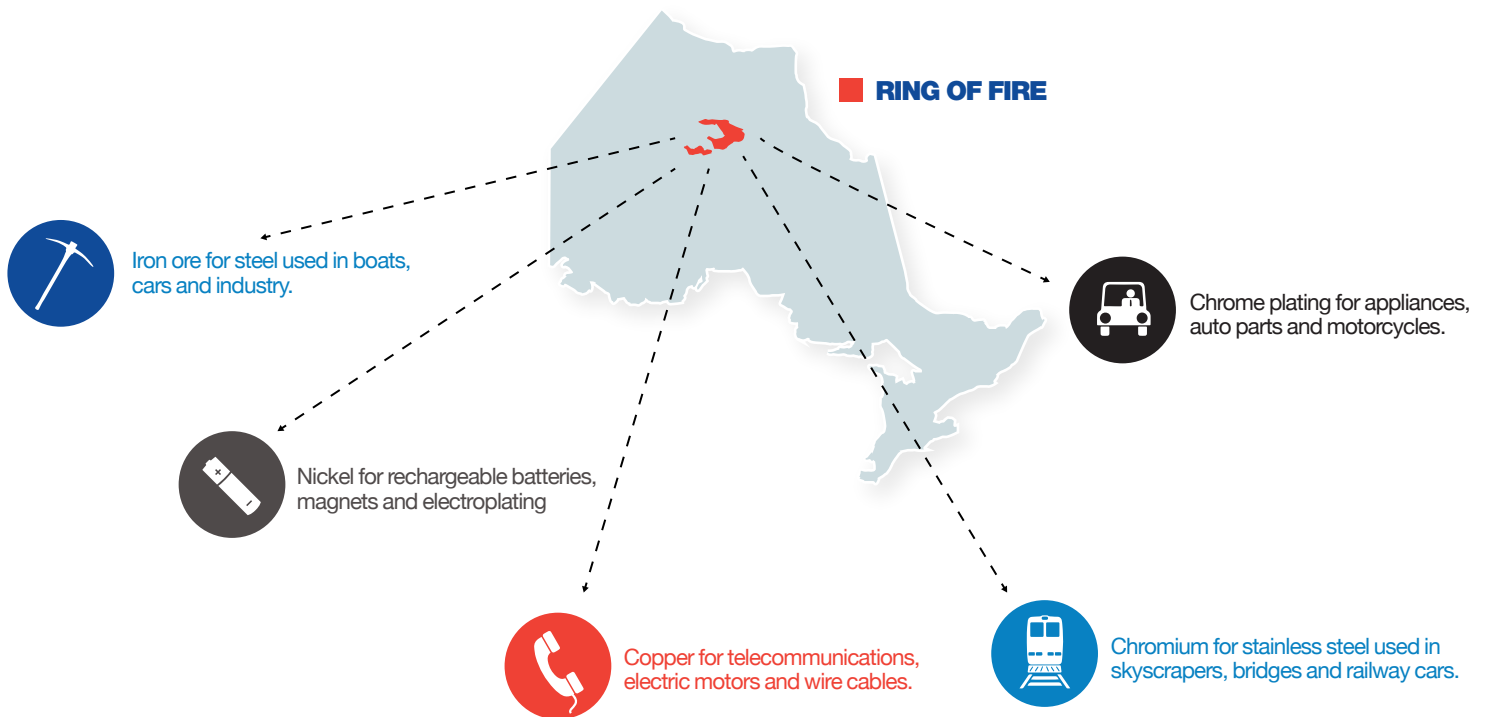 RING OF FIRE
Iron ore for steel used in boats,
cars and industry.
Chrome plating for appliances,
auto parts and motorcycles.
Nickel for rechargeable batteries,
magnets and electroplating
Copper for telecommunications,
electric motors and wire cables.
Chromium for stainless steel used in
skyscrapers, bridges and railway cars.